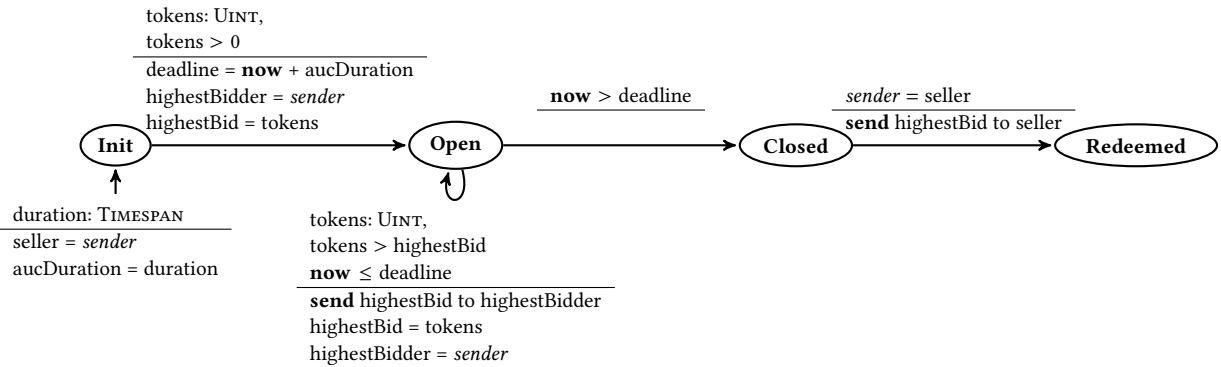 tokens: UINT,
tokens > 0
deadline = now + aucDuration
highestBidder = sender
highestBid = tokens
now > deadline
sender = seller
send highestBid to seller
Init
Open
Closed
Redeemed
duration: TIMESPAN
seller = sender
aucDuration = duration
tokens: UINT,
tokens > highestBid
now ≤ deadline
send highestBid to highestBidder
highestBid = tokens
highestBidder = sender